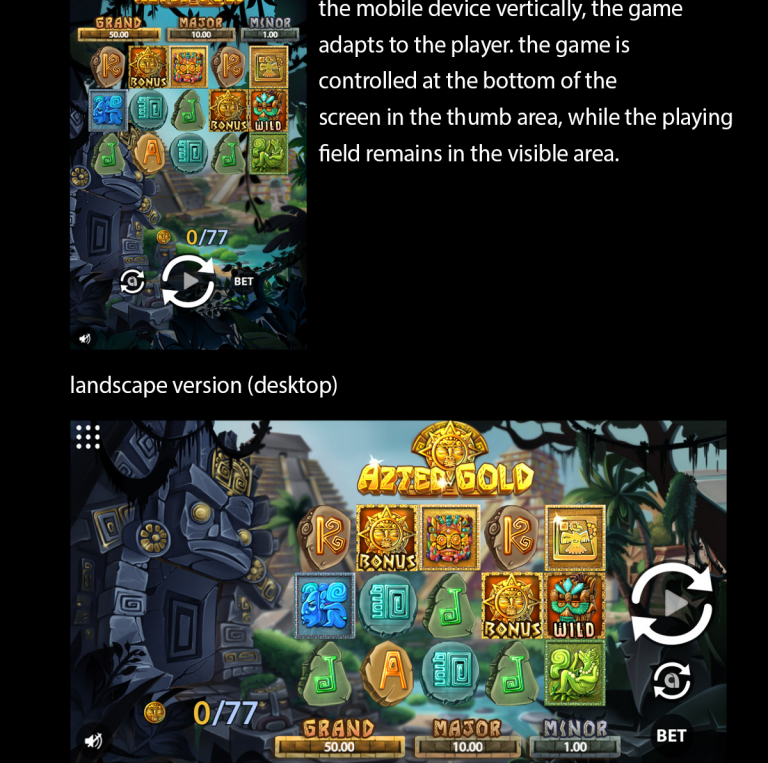 the mobile device vertically, the game
adapts to the player. the game is
controlled at the bottom of the
screen in the thumb area, while the playing
field remains in the visible area.
GRAND MAJOR MINOR
50.00 10.00 1.00
BONUS
BONUS WILD
J A J
0/77
a BET
landscape version (desktop)
AZTEC GOLD
K BONUS K
J BONUS WILD
J A J
a
0/77
GRAND MAJOR MINOR
50.00 10.00 1.00
BET